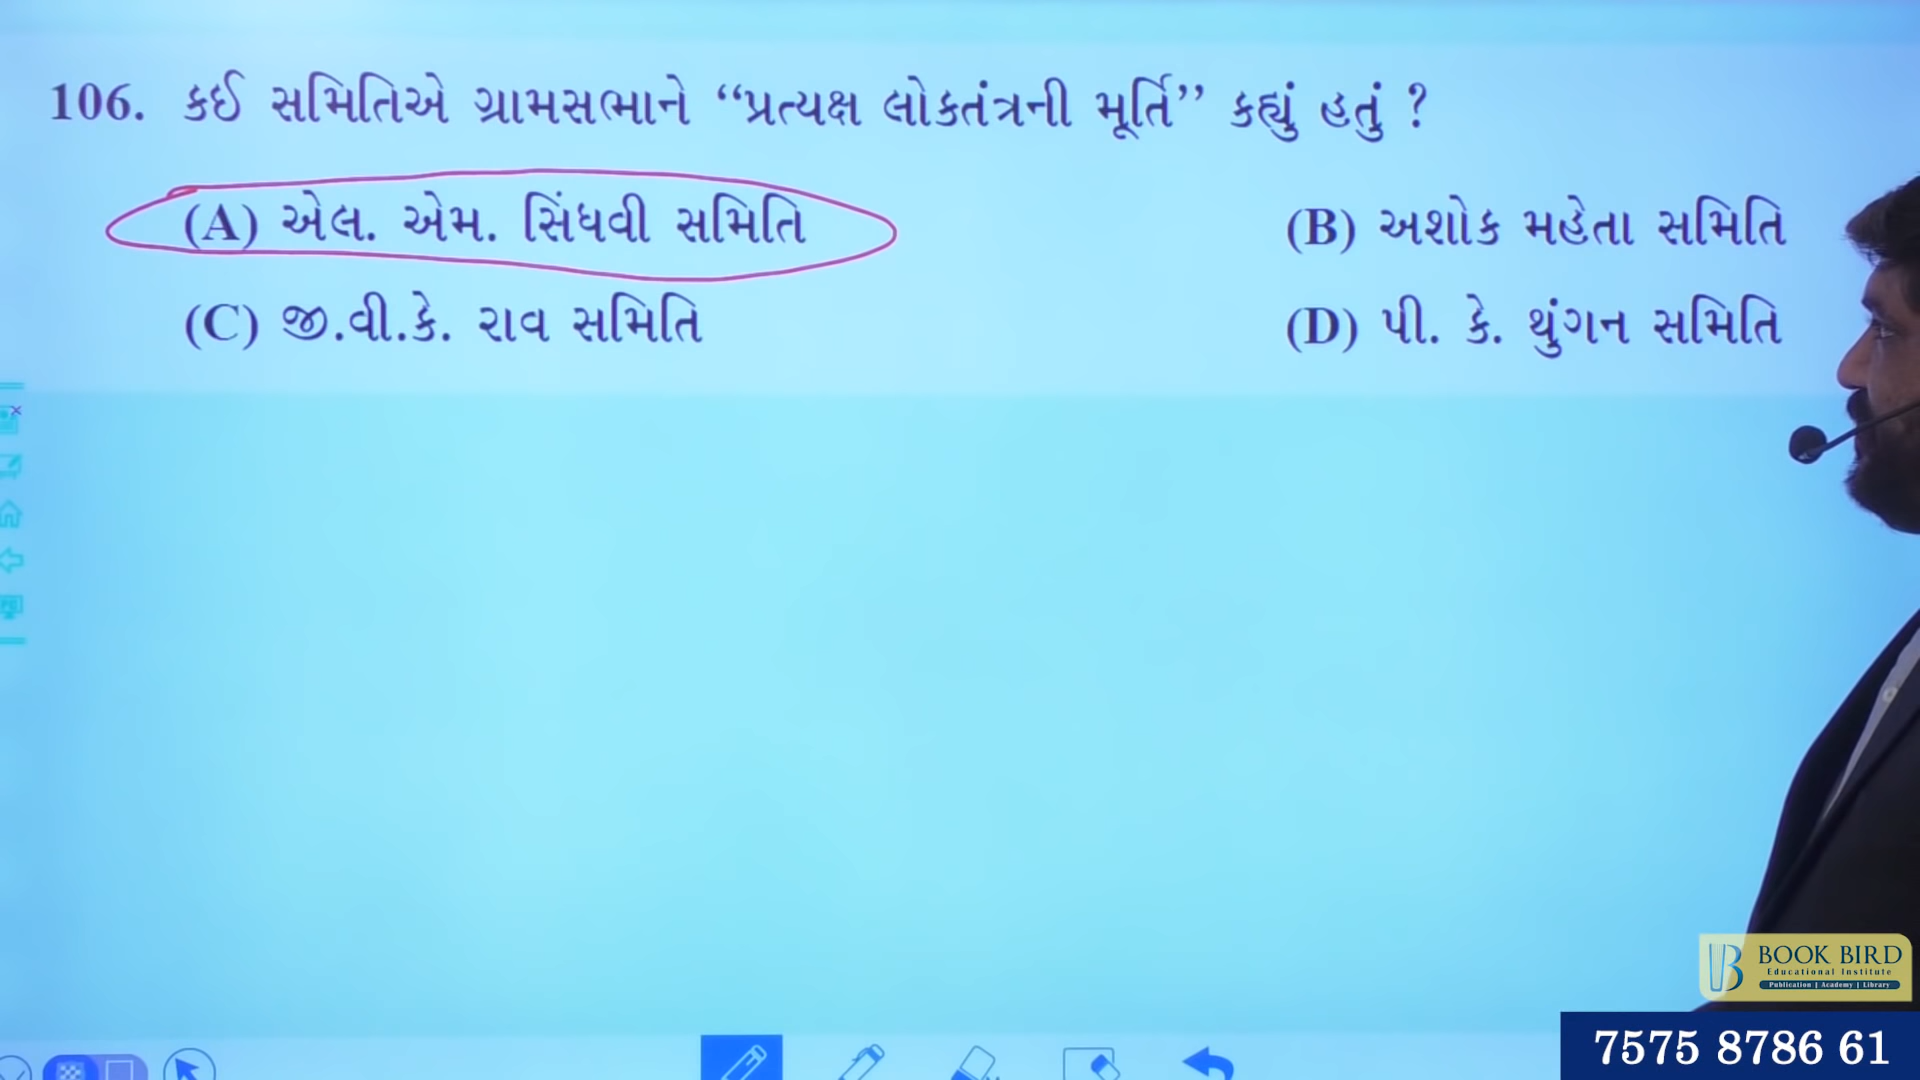 106. કઈ સમિતિએ ગ્રામસભાને “પ્રત્યક્ષ લોકતંત્રની મૂર્તિ” કહ્યું હતું ?
(A) એલ. એમ. સિંઘવી સમિતિ
(B) અશોક મહેતા સમિતિ
(C) જી.વી.કે. રાવ સમિતિ
(D) પી. કે. થુંગન સમિતિ
BOOK BIRD
Educational Institute
Publication | Academy | Library
7575 8786 61